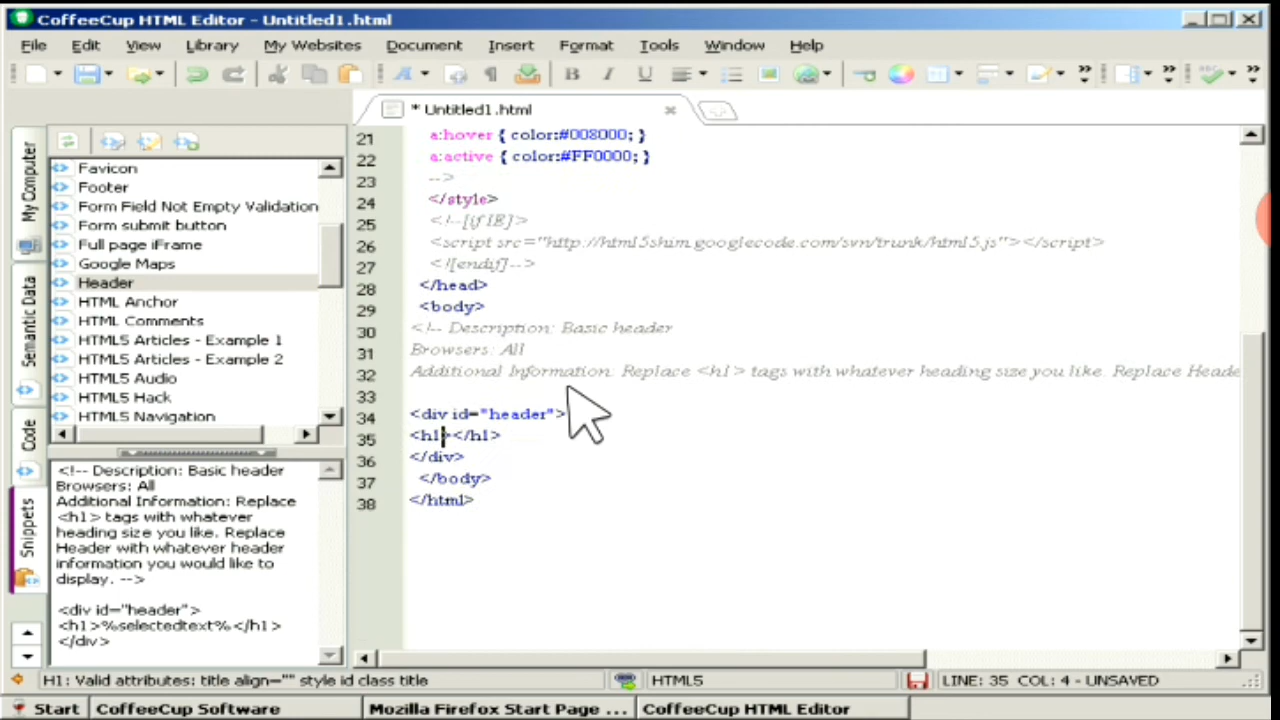 CoffeeCup HTML Editor - Untitled1.html
File Edit View Library My Websites Document Insert Format Tools Window Help
* Untitled1.html
My Computer
Semantic Data
Code
Snippets
Favicon
Footer
Form Field Not Empty Validation
Form submit button
Full page iFrame
Google Maps
Header
HTML Anchor
HTML Comments
HTML5 Articles - Example 1
HTML5 Articles - Example 2
HTML5 Audio
HTML5 Hack
HTML5 Navigation
<!-- Description: Basic header
Browsers: All
Additional Information: Replace
<h1> tags with whatever
heading size you like. Replace
Header with whatever header
information you would like to
display. -->
<div id="header">
<h1>%selectedtext%</h1>
</div>
21 a:hover { color:#008000; }
22 a:active { color:#FF0000; }
23 -->
24 </style>
25 <!--[if IE]>
26 <script src="http://html5shim.googlecode.com/svn/trunk/html5.js"></script>
27 <![endif]-->
28 </head>
29 <body>
30 <!-- Description: Basic header
31 Browsers: All
32 Additional Information: Replace <h1> tags with whatever heading size you like. Replace Heade
33
34 <div id="header">
35 <h1></h1>
36 </div>
37 </body>
38 </html>
H1: Valid attributes: title align="" style id class title
HTML5
LINE: 35 COL: 4 - UNSAVED
Start CoffeeCup Software Mozilla Firefox Start Page ... CoffeeCup HTML Editor